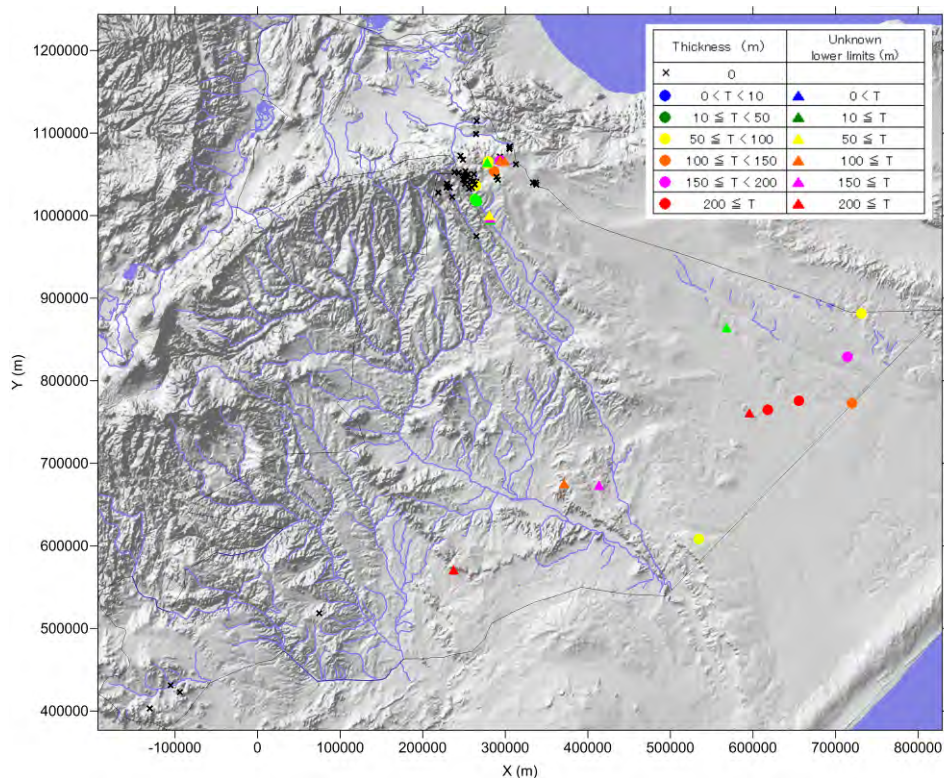 Thickness (m) Unknown lower limits (m)
× 0
0 < T < 10 0 < T
10 ≦ T < 50 10 ≦ T
50 ≦ T < 100 50 ≦ T
100 ≦ T < 150 100 ≦ T
150 ≦ T < 200 150 ≦ T
200 ≦ T 200 ≦ T
1200000
1100000
1000000
900000
800000
700000
600000
500000
400000
Y (m)
-100000 0 100000 200000 300000 400000 500000 600000 700000 800000
X (m)